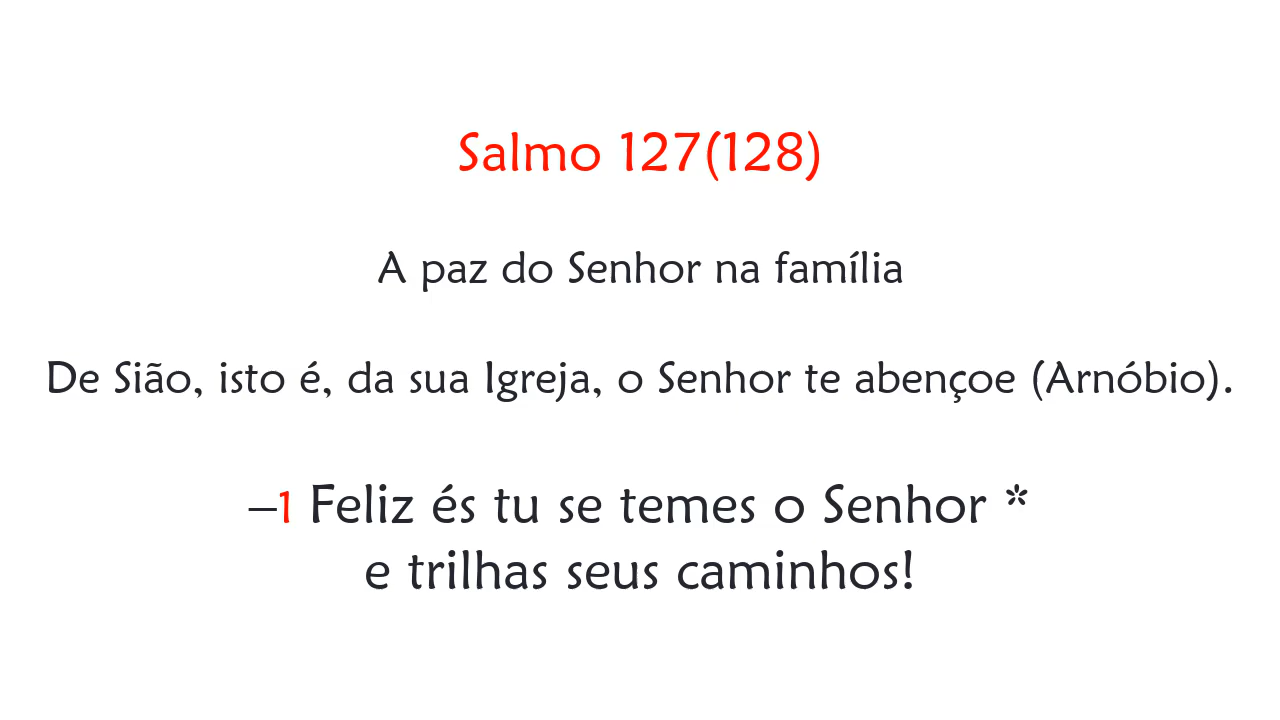 Salmo 127(128)
A paz do Senhor na família
De Sião, isto é, da sua Igreja, o Senhor te abençoe (Arnóbio).
–1 Feliz és tu se temes o Senhor *
e trilhas seus caminhos!